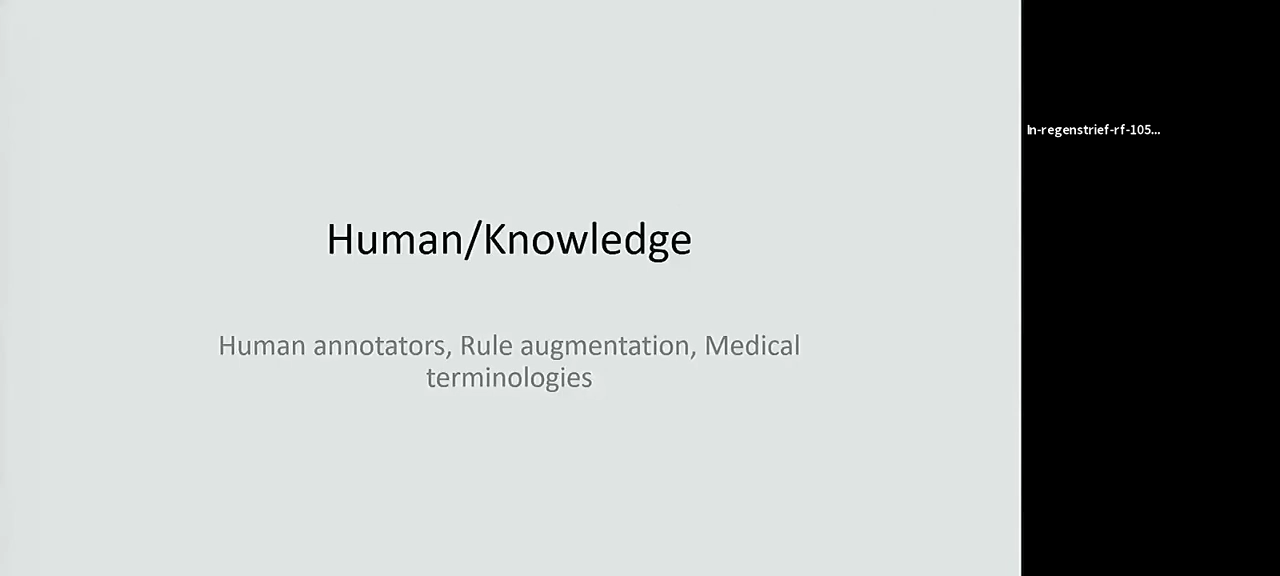 Human/Knowledge
Human annotators, Rule augmentation, Medical
terminologies
In-regenstrief-rf-105...